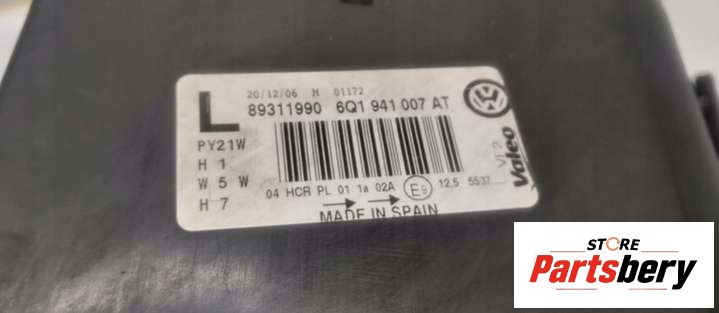 20/12/06 M 01172
L 89311990 6Q1 941 007 AT
PY21W
H 1
W 5 W
H 7
04 HCR PL 01 1a 02A E9 12,5 5537
MADE IN SPAIN
VL2
Valeo
STORE
Partsbery